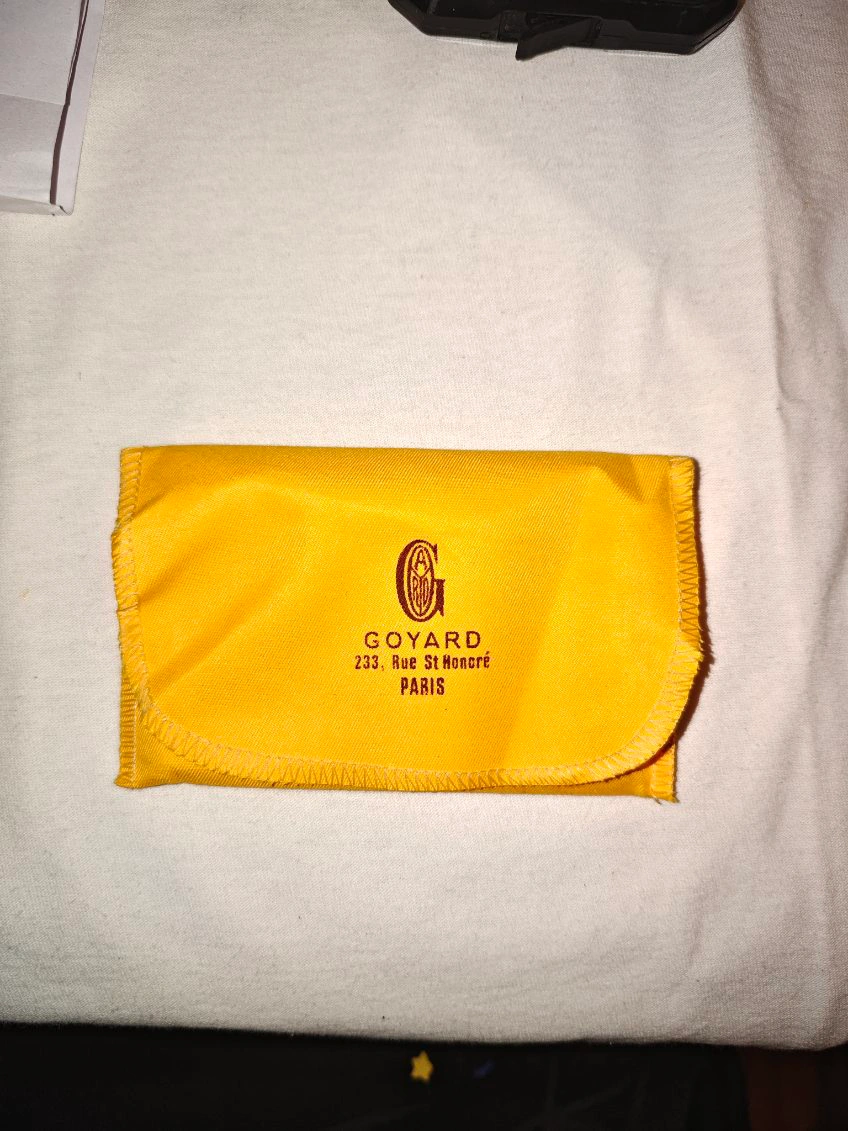 GOYARD
233, Rue St Honoré
PARIS